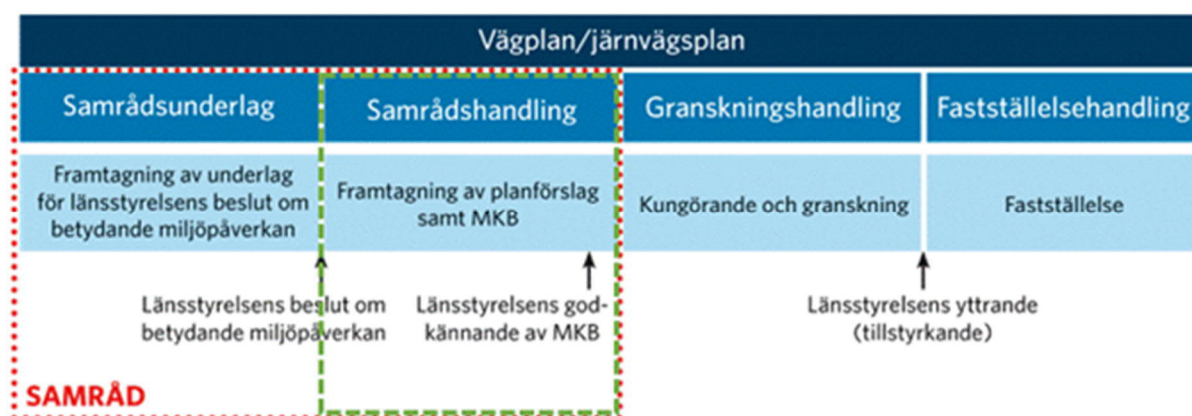 Vägplan/järnvägsplan
Samrådsunderlag
Samrådshandling
Granskningshandling
Fastställelsehandling
Framtagning av underlag
för länsstyrelsens beslut om
betydande miljöpåverkan
Framtagning av planförslag
samt MKB
Kungörande och granskning
Fastställelse
Länsstyrelsens beslut om
betydande miljöpåverkan
Länsstyrelsens god-
kännande av MKB
Länsstyrelsens yttrande
(tillstyrkande)
SAMRÅD